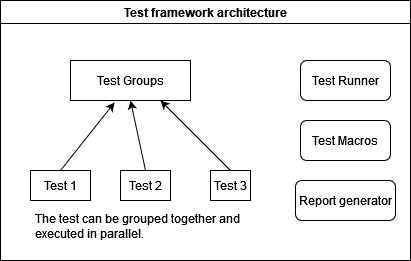 Test framework architecture
Test Groups
Test Runner
Test Macros
Test 1
Test 2
Test 3
Report generator
The test can be grouped together and
executed in parallel.